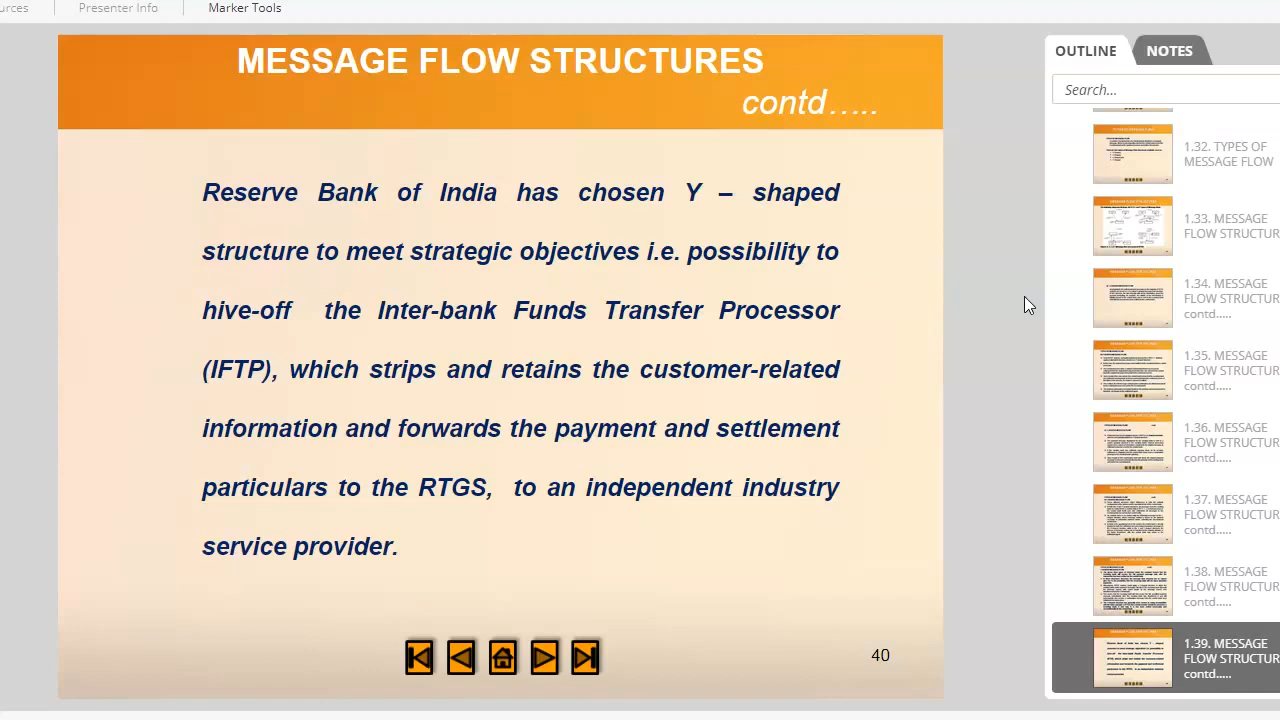 urces
Presenter Info
Marker Tools
MESSAGE FLOW STRUCTURES
contd…..
Reserve Bank of India has chosen Y – shaped
structure to meet strategic objectives i.e. possibility to
hive-off the Inter-bank Funds Transfer Processor
(IFTP), which strips and retains the customer-related
information and forwards the payment and settlement
particulars to the RTGS, to an independent industry
service provider.
40
OUTLINE
NOTES
Search...
1.32. TYPES OF
MESSAGE FLOW
1.33. MESSAGE
FLOW STRUCTUR
1.34. MESSAGE
FLOW STRUCTUR
contd.....
1.35. MESSAGE
FLOW STRUCTUR
contd.....
1.36. MESSAGE
FLOW STRUCTUR
contd.....
1.37. MESSAGE
FLOW STRUCTUR
contd.....
1.38. MESSAGE
FLOW STRUCTUR
contd.....
1.39. MESSAGE
FLOW STRUCTUR
contd.....